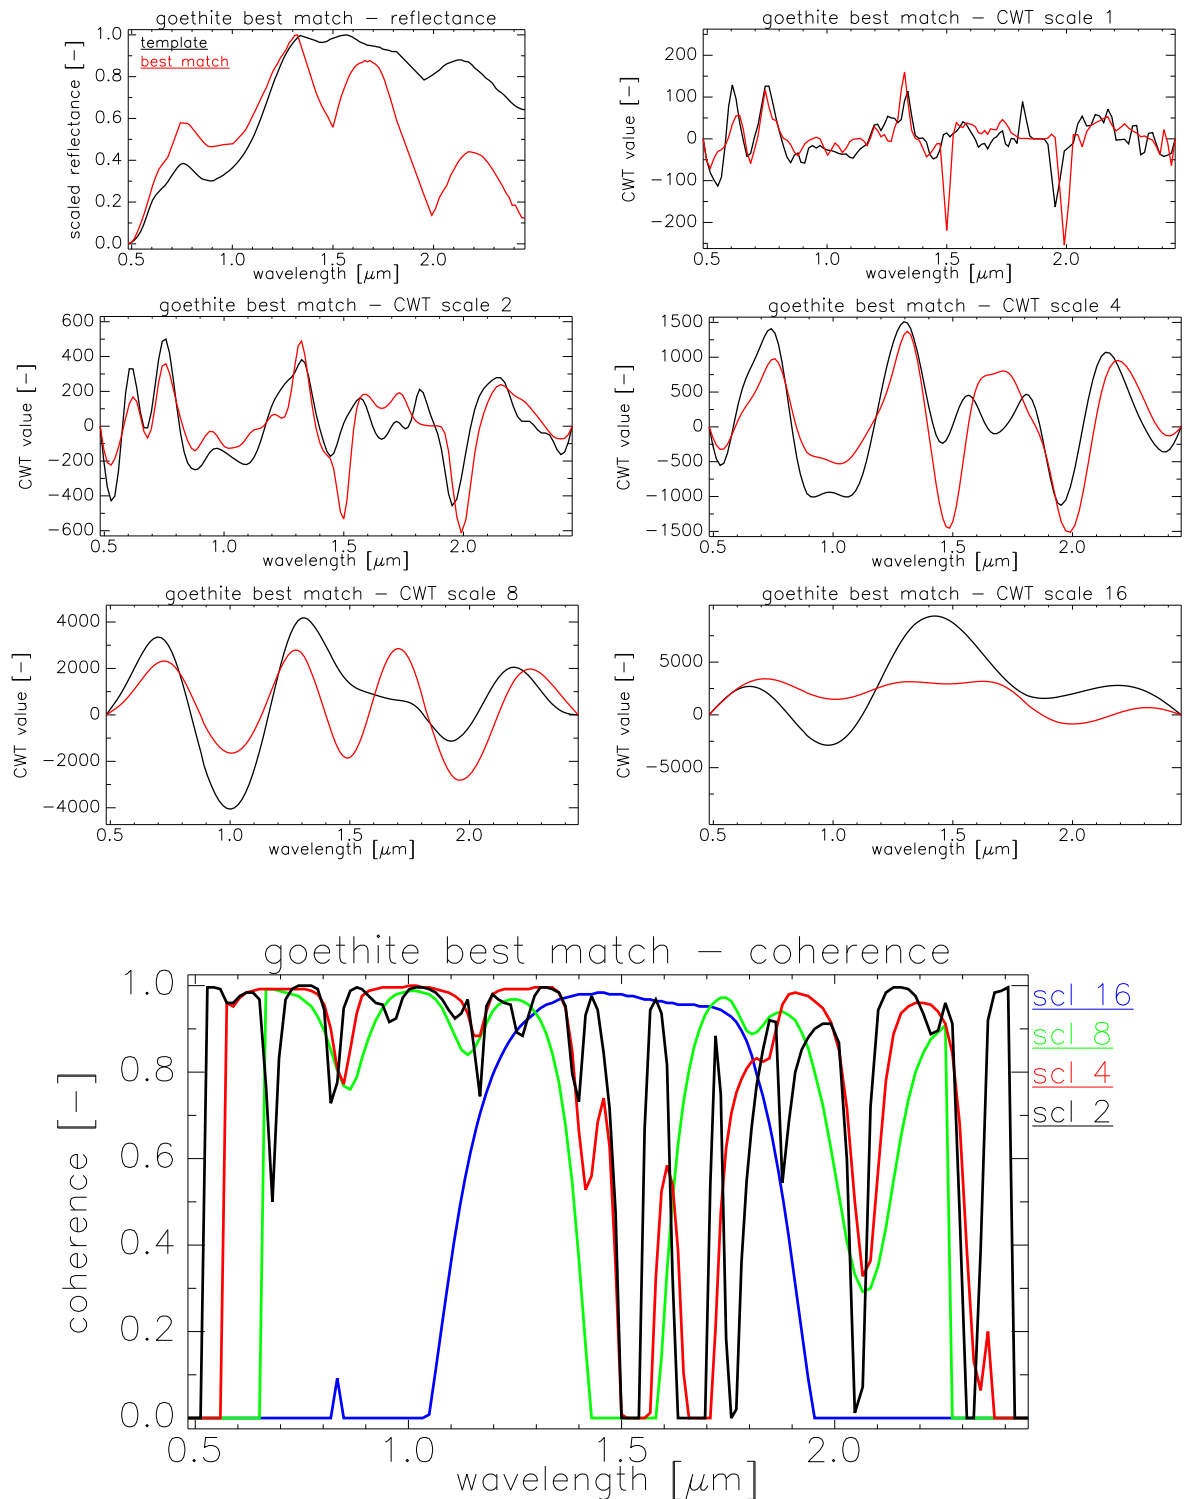 goethite best match – reflectance
template
best match
scaled reflectance [–]
1.0
0.8
0.6
0.4
0.2
0.0
0.5 1.0 1.5 2.0
wavelength [μm]
goethite best match – CWT scale 1
CWT value [–]
200
100
0
−100
−200
0.5 1.0 1.5 2.0
wavelength [μm]
goethite best match – CWT scale 2
CWT value [–]
600
400
200
0
−200
−400
−600
0.5 1.0 1.5 2.0
wavelength [μm]
goethite best match – CWT scale 4
CWT value [–]
1500
1000
500
0
−500
−1000
−1500
0.5 1.0 1.5 2.0
wavelength [μm]
goethite best match – CWT scale 8
CWT value [–]
4000
2000
0
−2000
−4000
0.5 1.0 1.5 2.0
wavelength [μm]
goethite best match – CWT scale 16
CWT value [–]
5000
0
−5000
0.5 1.0 1.5 2.0
wavelength [μm]
goethite best match – coherence
coherence [–]
1.0
0.8
0.6
0.4
0.2
0.0
0.5 1.0 1.5 2.0
wavelength [μm]
scl 16
scl 8
scl 4
scl 2